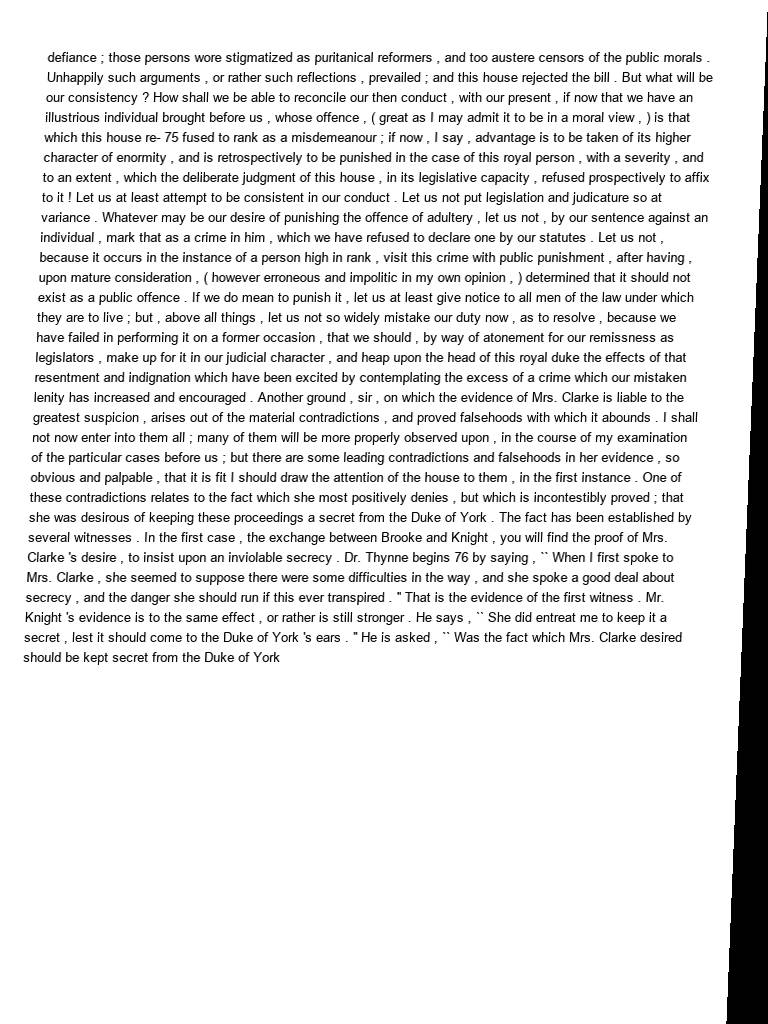 defiance ; those persons wore stigmatized as puritanical reformers , and too austere censors of the public morals .
Unhappily such arguments , or rather such reflections , prevailed ; and this house rejected the bill . But what will be
our consistency ? How shall we be able to reconcile our then conduct , with our present , if now that we have an
illustrious individual brought before us , whose offence , ( great as I may admit it to be in a moral view , ) is that
which this house re- 75 fused to rank as a misdemeanour ; if now , I say , advantage is to be taken of its higher
character of enormity , and is retrospectively to be punished in the case of this royal person , with a severity , and
to an extent , which the deliberate judgment of this house , in its legislative capacity , refused prospectively to affix
to it ! Let us at least attempt to be consistent in our conduct . Let us not put legislation and judicature so at
variance . Whatever may be our desire of punishing the offence of adultery , let us not , by our sentence against an
individual , mark that as a crime in him , which we have refused to declare one by our statutes . Let us not ,
because it occurs in the instance of a person high in rank , visit this crime with public punishment , after having ,
upon mature consideration , ( however erroneous and impolitic in my own opinion , ) determined that it should not
exist as a public offence . If we do mean to punish it , let us at least give notice to all men of the law under which
they are to live ; but , above all things , let us not so widely mistake our duty now , as to resolve , because we
have failed in performing it on a former occasion , that we should , by way of atonement for our remissness as
legislators , make up for it in our judicial character , and heap upon the head of this royal duke the effects of that
resentment and indignation which have been excited by contemplating the excess of a crime which our mistaken
lenity has increased and encouraged . Another ground , sir , on which the evidence of Mrs. Clarke is liable to the
greatest suspicion , arises out of the material contradictions , and proved falsehoods with which it abounds . I shall
not now enter into them all ; many of them will be more properly observed upon , in the course of my examination
of the particular cases before us ; but there are some leading contradictions and falsehoods in her evidence , so
obvious and palpable , that it is fit I should draw the attention of the house to them , in the first instance . One of
these contradictions relates to the fact which she most positively denies , but which is incontestibly proved ; that
she was desirous of keeping these proceedings a secret from the Duke of York . The fact has been established by
several witnesses . In the first case , the exchange between Brooke and Knight , you will find the proof of Mrs.
Clarke 's desire , to insist upon an inviolable secrecy . Dr. Thynne begins 76 by saying , `` When I first spoke to
Mrs. Clarke , she seemed to suppose there were some difficulties in the way , and she spoke a good deal about
secrecy , and the danger she should run if this ever transpired . " That is the evidence of the first witness . Mr.
Knight 's evidence is to the same effect , or rather is still stronger . He says , `` She did entreat me to keep it a
secret , lest it should come to the Duke of York 's ears . " He is asked , `` Was the fact which Mrs. Clarke desired
should be kept secret from the Duke of York